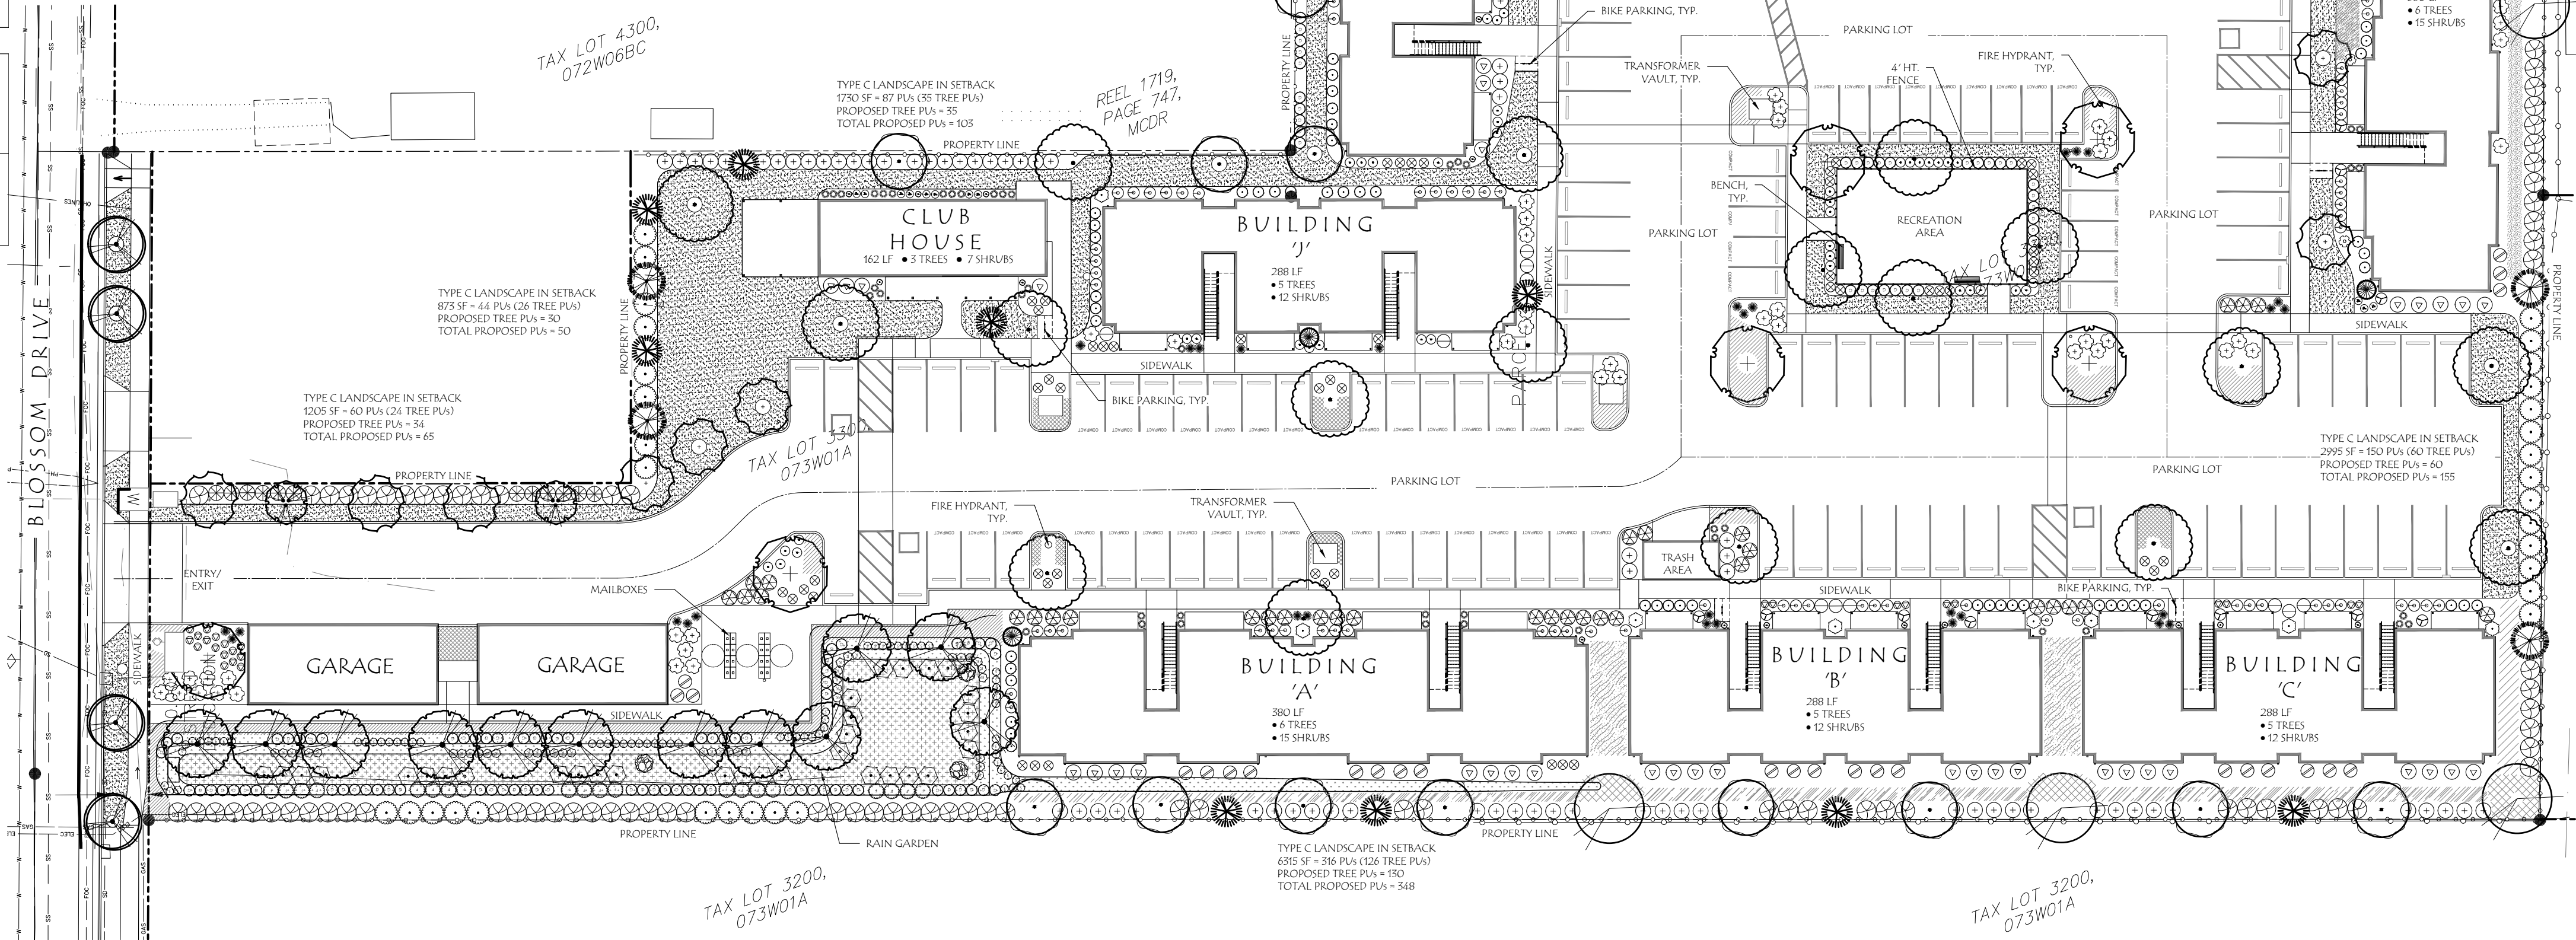 TAX LOT 4300,
072W06BC
TYPE C LANDSCAPE IN SETBACK
1730 SF = 87 PUs (35 TREE PUs)
PROPOSED TREE PUs = 35
TOTAL PROPOSED PUs = 103
REEL 1719,
PAGE 747,
MCDR
PROPERTY LINE
BIKE PARKING, TYP.
PARKING LOT
TRANSFORMER
VAULT, TYP.
4' HT.
FENCE
FIRE HYDRANT,
TYP.
• 6 TREES
• 15 SHRUBS
PROPERTY LINE
CLUB
HOUSE
162 LF • 3 TREES • 7 SHRUBS
BUILDING
'J'
288 LF
• 5 TREES
• 12 SHRUBS
SIDEWALK
PARKING LOT
BENCH,
TYP.
RECREATION
AREA
PARKING LOT
PROPERTY LINE
SIDEWALK
BLOSSOM DRIVE
TYPE C LANDSCAPE IN SETBACK
873 SF = 44 PUs (26 TREE PUs)
PROPOSED TREE PUs = 30
TOTAL PROPOSED PUs = 50
PROPERTY LINE
SIDEWALK
PARCEL
BIKE PARKING, TYP.
TYPE C LANDSCAPE IN SETBACK
1205 SF = 60 PUs (24 TREE PUs)
PROPOSED TREE PUs = 34
TOTAL PROPOSED PUs = 65
PROPERTY LINE
TAX LOT 3300,
073W01A
PARKING LOT
PARKING LOT
TYPE C LANDSCAPE IN SETBACK
2995 SF = 150 PUs (60 TREE PUs)
PROPOSED TREE PUs = 60
TOTAL PROPOSED PUs = 155
FIRE HYDRANT,
TYP.
TRANSFORMER
VAULT, TYP.
COMPACT
ENTRY/
EXIT
MAILBOXES
TRASH
AREA
SIDEWALK
BIKE PARKING, TYP.
SIDEWALK
GARAGE
GARAGE
SIDEWALK
BUILDING
'A'
380 LF
• 6 TREES
• 15 SHRUBS
BUILDING
'B'
288 LF
• 5 TREES
• 12 SHRUBS
BUILDING
'C'
288 LF
• 5 TREES
• 12 SHRUBS
PROPERTY LINE
RAIN GARDEN
PROPERTY LINE
TYPE C LANDSCAPE IN SETBACK
6315 SF = 316 PUs (126 TREE PUs)
PROPOSED TREE PUs = 130
TOTAL PROPOSED PUs = 348
TAX LOT 3200,
073W01A
TAX LOT 3200,
073W01A